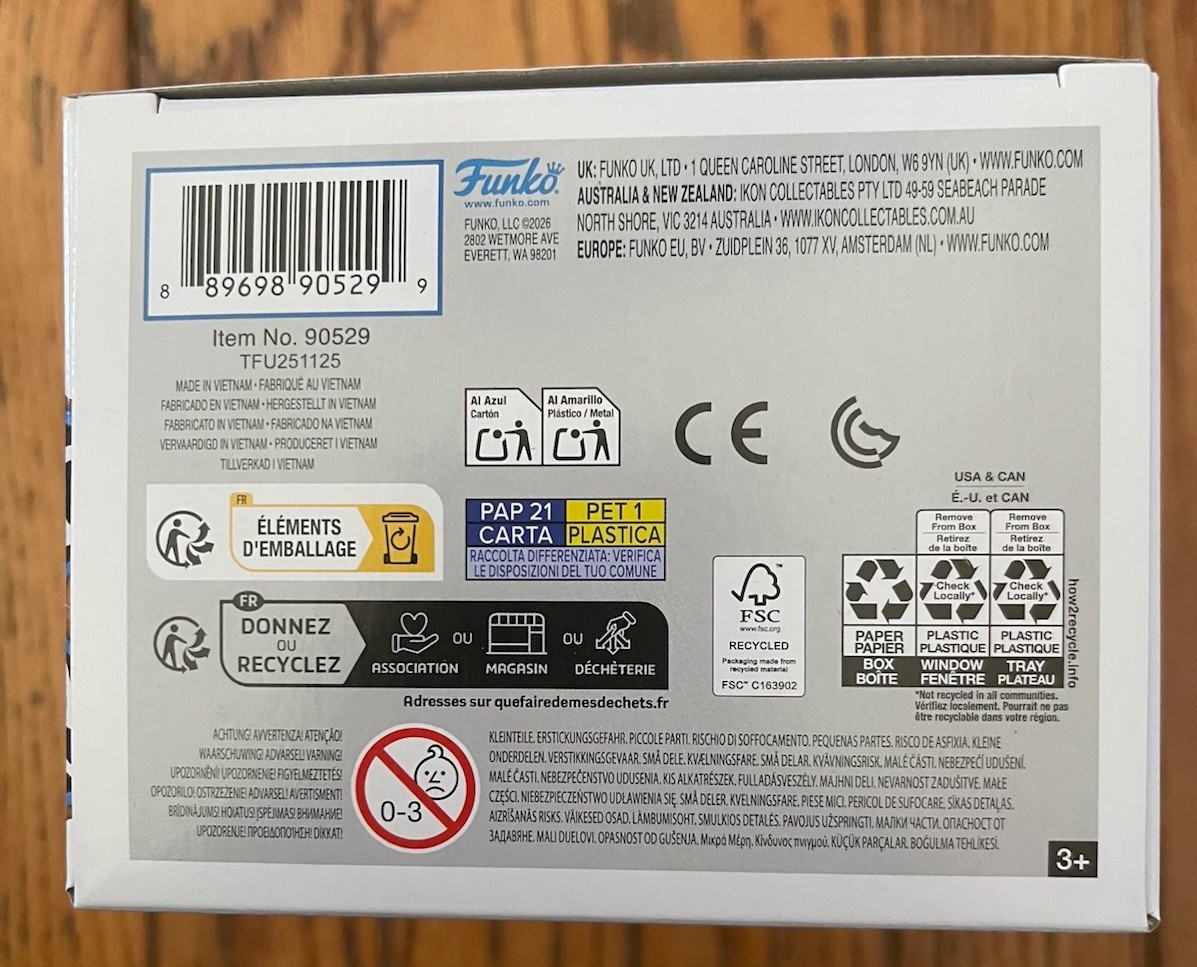 8 89698 90529 9
Item No. 90529
TFU251125
MADE IN VIETNAM • FABRIQUÉ AU VIETNAM
FABRICADO EN VIETNAM • HERGESTELLT IN VIETNAM
FABBRICATO IN VIETNAM • FABRICADO NA VIETNAM
VERVAARDIGD IN VIETNAM • PRODUCERET I VIETNAM
TILLVERKAD I VIETNAM
Funko®
www.funko.com
FUNKO, LLC ©2026
2802 WETMORE AVE
EVERETT, WA 98201
UK: FUNKO UK, LTD • 1 QUEEN CAROLINE STREET, LONDON, W6 9YN (UK) • WWW.FUNKO.COM
AUSTRALIA & NEW ZEALAND: IKON COLLECTABLES PTY LTD 49-59 SEABEACH PARADE
NORTH SHORE, VIC 3214 AUSTRALIA • WWW.IKONCOLLECTABLES.COM.AU
EUROPE: FUNKO EU, BV • ZUIDPLEIN 36, 1077 XV, AMSTERDAM (NL) • WWW.FUNKO.COM
Al Azul
Cartón
Al Amarillo
Plástico / Metal
CE
FR
ÉLÉMENTS
D'EMBALLAGE
PAP 21
CARTA
PET 1
PLASTICA
RACCOLTA DIFFERENZIATA: VERIFICA
LE DISPOSIZIONI DEL TUO COMUNE
FR
DONNEZ
OU
RECYCLEZ
ASSOCIATION
OU
MAGASIN
OU
DÉCHÈTERIE
Adresses sur quefairedemesdechets.fr
FSC
www.fsc.org
RECYCLED
Packaging made from
recycled material
FSC™ C163902
USA & CAN
É.-U. et CAN
Remove
From Box
Retirez
de la boîte
Remove
From Box
Retirez
de la boîte
Check
Locally*
Check
Locally*
PAPER
PAPIER
BOX
BOÎTE
PLASTIC
PLASTIQUE
WINDOW
FENÊTRE
PLASTIC
PLASTIQUE
TRAY
PLATEAU
how2recycle.info
*Not recycled in all communities.
Vérifiez localement. Pourrait ne pas
être recyclable dans votre région.
ACHTUNG! AVVERTENZA! ATENÇÃO!
WAARSCHUWING! ADVARSEL! VARNING!
UPOZORNĚNÍ! UPOZORNENIE! FIGYELMEZTETÉS!
OPOZORILO! OSTRZEŻENIE! ADVARSEL! AVERTISMENT!
BRĪDINĀJUMS! HOIATUS! ĮSPĖJIMAS! ВНИМАНИЕ!
UPOZORENJE! ΠΡΟΕΙΔΟΠΟΙΗΣΗ! DİKKAT!
0-3
KLEINTEILE. ERSTICKUNGSGEFAHR. PICCOLE PARTI. RISCHIO DI SOFFOCAMENTO. PEQUENAS PARTES. RISCO DE ASFIXIA. KLEINE
ONDERDELEN. VERSTIKKINGSGEVAAR. SMÅ DELE. KVÆLNINGSFARE. SMÅ DELAR. KVÄVNINGSRISK. MALÉ ČÁSTI. NEBEZPEČÍ UDUŠENÍ.
MALÉ ČASTI. NEBEZPEČENSTVO UDUSENIA. KIS ALKATRÉSZEK. FULLADÁSVESZÉLY. MAJHNI DELI. NEVARNOST ZADUŠITVE. MAŁE
CZĘŚCI. NIEBEZPIECZEŃSTWO UDŁAWIENIA SIĘ. SMÅ DELER. KVELNINGSFARE. PIESE MICI. PERICOL DE SUFOCARE. SĪKAS DETAĻAS.
AIZRĪŠANĀS RISKS. VÄIKESED OSAD. LÄMBUMISOHT. SMULKIOS DETALĖS. PAVOJUS UŽSPRINGTI. МАЛКИ ЧАСТИ. ОПАСНОСТ ОТ
ЗАДАВЯНЕ. MALI DIJELOVI. OPASNOST OD GUŠENJA. Μικρά Μέρη. Κίνδυνος πνιγμού. KÜÇÜK PARÇALAR. BOĞULMA TEHLİKESİ.
3+